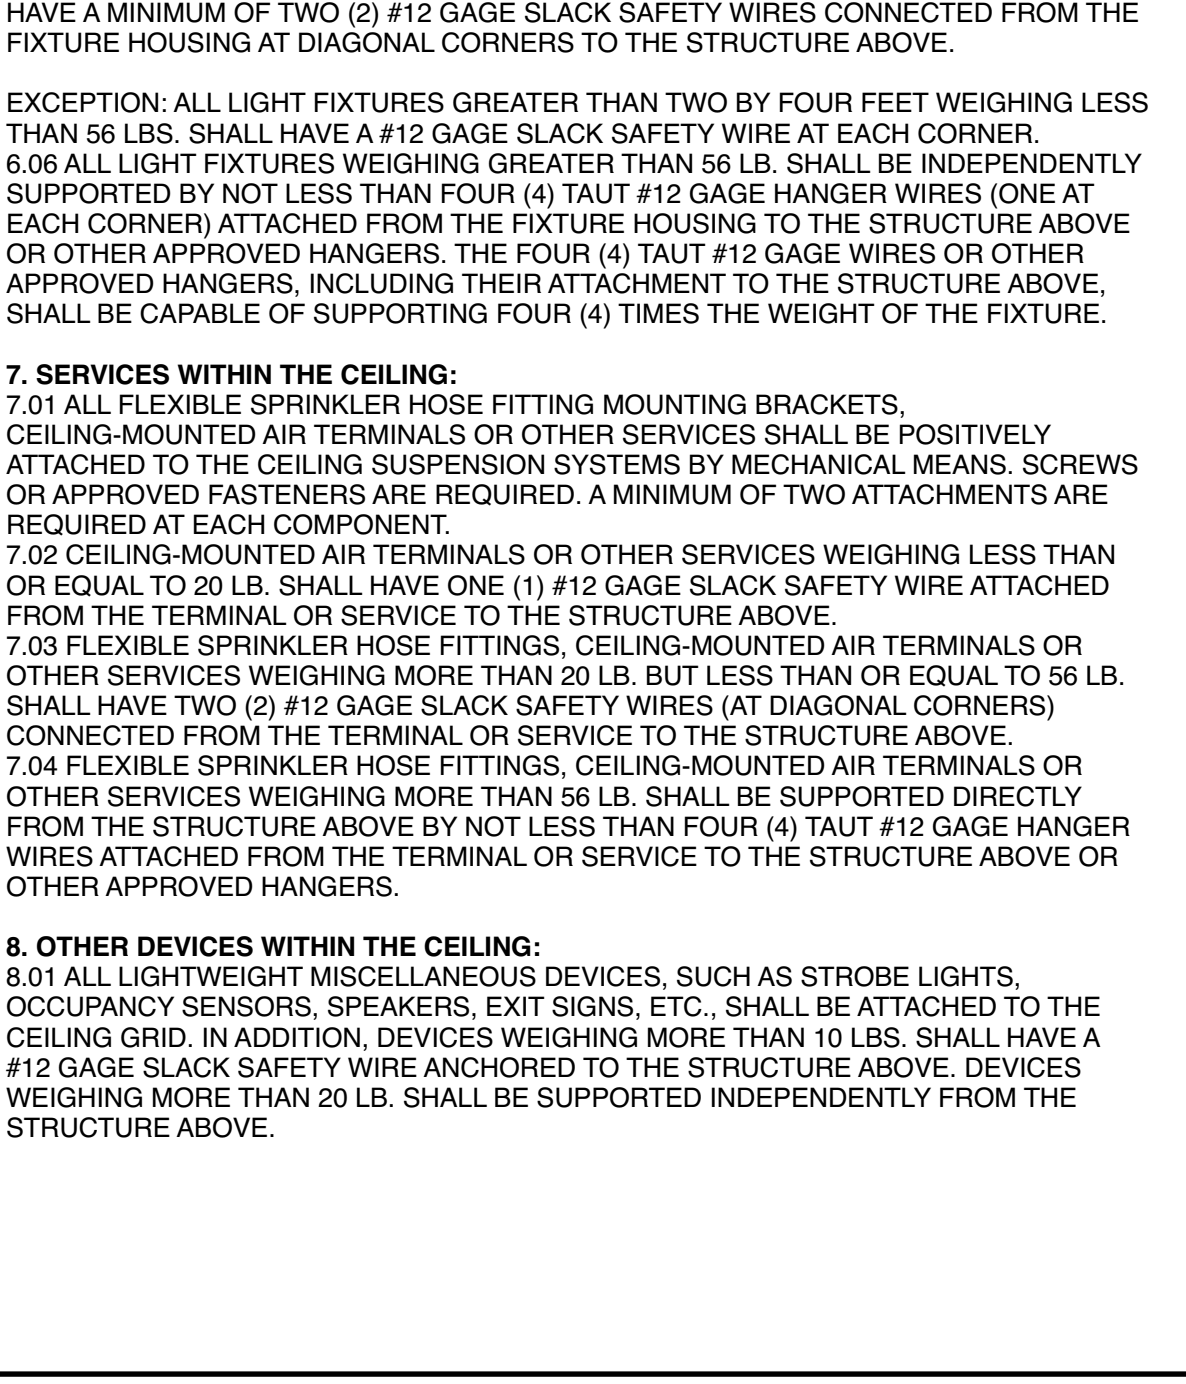 HAVE A MINIMUM OF TWO (2) #12 GAGE SLACK SAFETY WIRES CONNECTED FROM THE
FIXTURE HOUSING AT DIAGONAL CORNERS TO THE STRUCTURE ABOVE.
EXCEPTION: ALL LIGHT FIXTURES GREATER THAN TWO BY FOUR FEET WEIGHING LESS
THAN 56 LBS. SHALL HAVE A #12 GAGE SLACK SAFETY WIRE AT EACH CORNER.
6.06 ALL LIGHT FIXTURES WEIGHING GREATER THAN 56 LB. SHALL BE INDEPENDENTLY
SUPPORTED BY NOT LESS THAN FOUR (4) TAUT #12 GAGE HANGER WIRES (ONE AT
EACH CORNER) ATTACHED FROM THE FIXTURE HOUSING TO THE STRUCTURE ABOVE
OR OTHER APPROVED HANGERS. THE FOUR (4) TAUT #12 GAGE WIRES OR OTHER
APPROVED HANGERS, INCLUDING THEIR ATTACHMENT TO THE STRUCTURE ABOVE,
SHALL BE CAPABLE OF SUPPORTING FOUR (4) TIMES THE WEIGHT OF THE FIXTURE.
7. SERVICES WITHIN THE CEILING:
7.01 ALL FLEXIBLE SPRINKLER HOSE FITTING MOUNTING BRACKETS,
CEILING-MOUNTED AIR TERMINALS OR OTHER SERVICES SHALL BE POSITIVELY
ATTACHED TO THE CEILING SUSPENSION SYSTEMS BY MECHANICAL MEANS. SCREWS
OR APPROVED FASTENERS ARE REQUIRED. A MINIMUM OF TWO ATTACHMENTS ARE
REQUIRED AT EACH COMPONENT.
7.02 CEILING-MOUNTED AIR TERMINALS OR OTHER SERVICES WEIGHING LESS THAN
OR EQUAL TO 20 LB. SHALL HAVE ONE (1) #12 GAGE SLACK SAFETY WIRE ATTACHED
FROM THE TERMINAL OR SERVICE TO THE STRUCTURE ABOVE.
7.03 FLEXIBLE SPRINKLER HOSE FITTINGS, CEILING-MOUNTED AIR TERMINALS OR
OTHER SERVICES WEIGHING MORE THAN 20 LB. BUT LESS THAN OR EQUAL TO 56 LB.
SHALL HAVE TWO (2) #12 GAGE SLACK SAFETY WIRES (AT DIAGONAL CORNERS)
CONNECTED FROM THE TERMINAL OR SERVICE TO THE STRUCTURE ABOVE.
7.04 FLEXIBLE SPRINKLER HOSE FITTINGS, CEILING-MOUNTED AIR TERMINALS OR
OTHER SERVICES WEIGHING MORE THAN 56 LB. SHALL BE SUPPORTED DIRECTLY
FROM THE STRUCTURE ABOVE BY NOT LESS THAN FOUR (4) TAUT #12 GAGE HANGER
WIRES ATTACHED FROM THE TERMINAL OR SERVICE TO THE STRUCTURE ABOVE OR
OTHER APPROVED HANGERS.
8. OTHER DEVICES WITHIN THE CEILING:
8.01 ALL LIGHTWEIGHT MISCELLANEOUS DEVICES, SUCH AS STROBE LIGHTS,
OCCUPANCY SENSORS, SPEAKERS, EXIT SIGNS, ETC., SHALL BE ATTACHED TO THE
CEILING GRID. IN ADDITION, DEVICES WEIGHING MORE THAN 10 LBS. SHALL HAVE A
#12 GAGE SLACK SAFETY WIRE ANCHORED TO THE STRUCTURE ABOVE. DEVICES
WEIGHING MORE THAN 20 LB. SHALL BE SUPPORTED INDEPENDENTLY FROM THE
STRUCTURE ABOVE.